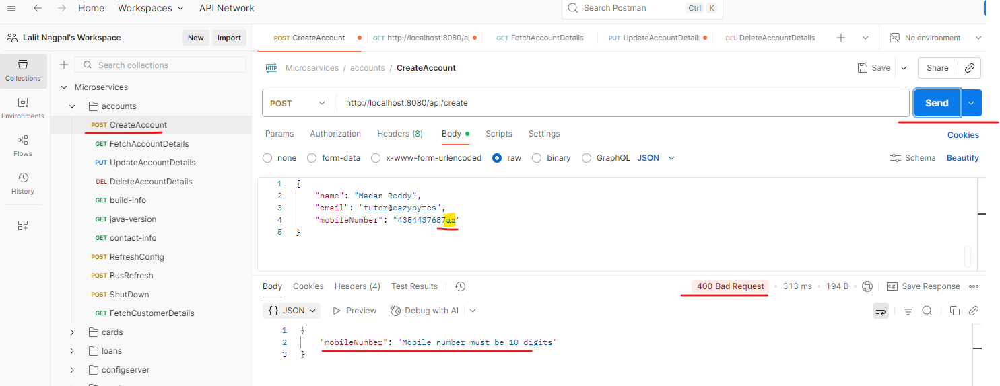 Home Workspaces API Network Search Postman Ctrl K
Lalit Nagpal's Workspace New Import
POST CreateAccount GET http://localhost:8080/a GET FetchAccountDetails PUT UpdateAccountDetail DEL DeleteAccountDetails No environment
Collections
Environments
Flows
History
Search collections
Microservices
accounts
POST CreateAccount
GET FetchAccountDetails
PUT UpdateAccountDetails
DEL DeleteAccountDetails
GET build-info
GET java-version
GET contact-info
POST RefreshConfig
POST BusRefresh
POST ShutDown
GET FetchCustomerDetails
cards
loans
configserver
HTTP Microservices / accounts / CreateAccount Save Share
POST http://localhost:8080/api/create Send
Params Authorization Headers (8) Body Scripts Settings Cookies
none form-data x-www-form-urlencoded raw binary GraphQL JSON Schema Beautify
1 {
2 "name": "Madan Reddy",
3 "email": "tutor@eazybytes",
4 "mobileNumber": "4354437687aa"
5 }
Body Cookies Headers (4) Test Results 400 Bad Request 313 ms 194 B e.g. Save Response
{} JSON Preview Debug with AI
1 {
2 "mobileNumber": "Mobile number must be 10 digits"
3 }